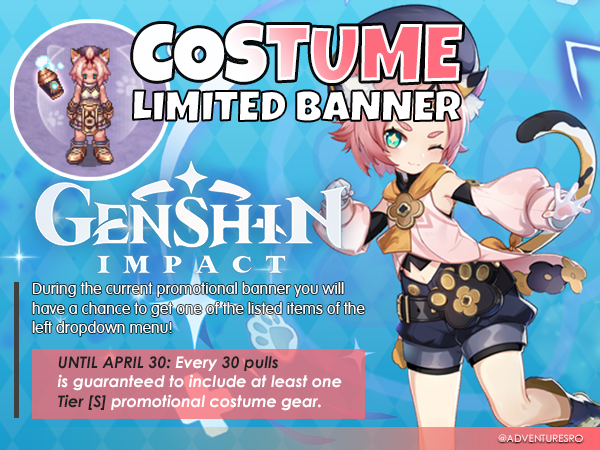 COSTUME
LIMITED BANNER
GENSHIN
IMPACT
During the current promotional banner you will
have a chance to get one of the listed items of the
left dropdown menu!
UNTIL APRIL 30: Every 30 pulls
is guaranteed to include at least one
Tier [S] promotional costume gear.
@ADVENTURESRO